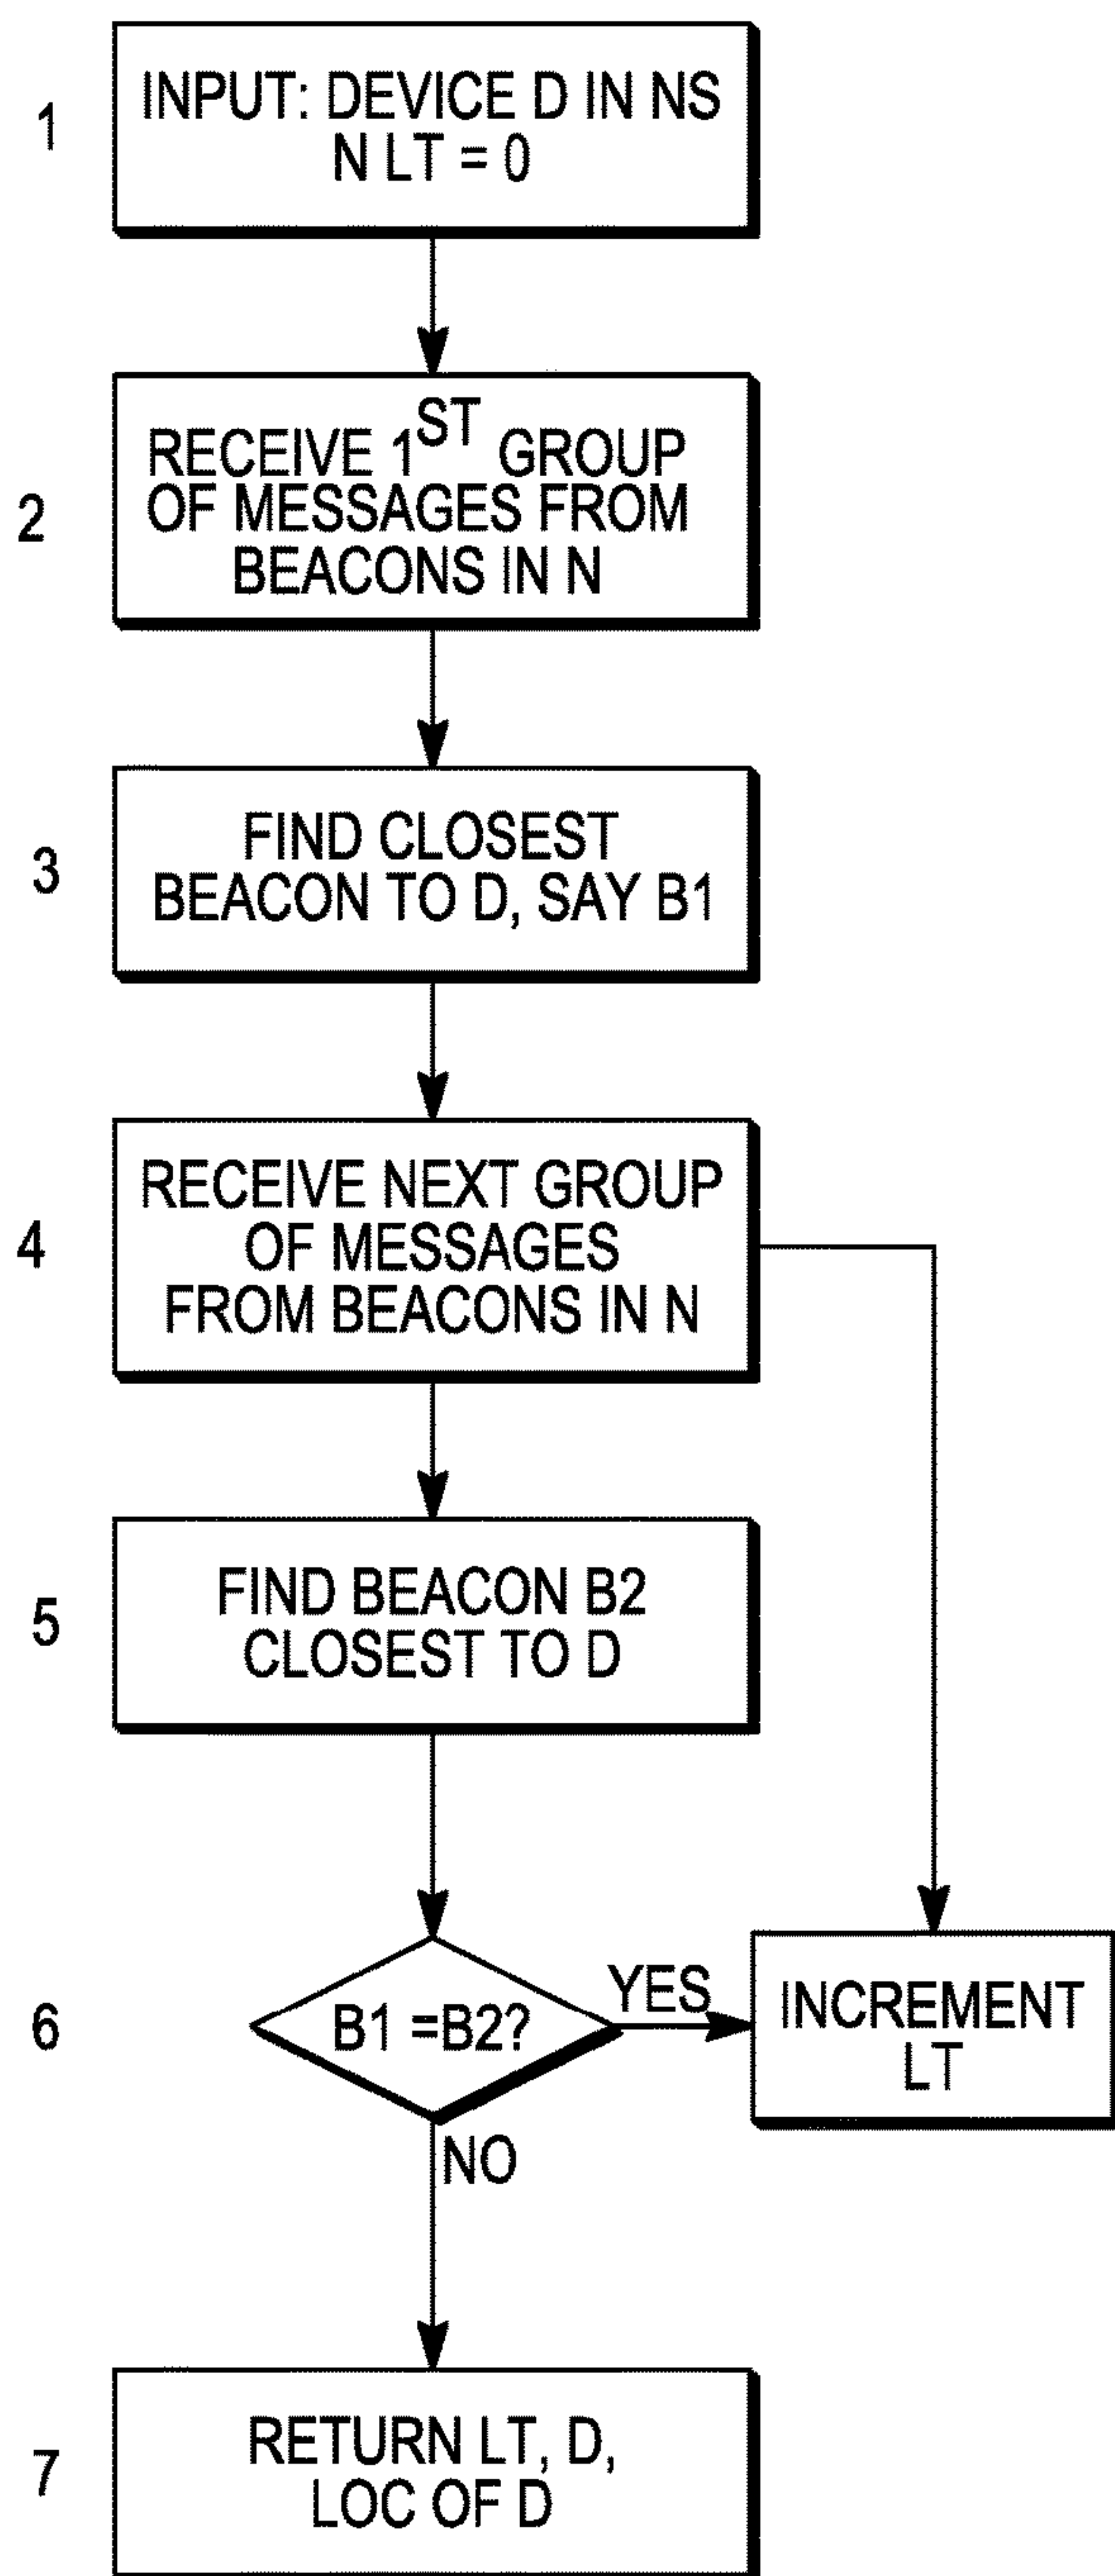 1
INPUT: DEVICE D IN NS
N LT = 0
2
RECEIVE 1ST GROUP
OF MESSAGES FROM
BEACONS IN N
3
FIND CLOSEST
BEACON TO D, SAY B1
4
RECEIVE NEXT GROUP
OF MESSAGES
FROM BEACONS IN N
5
FIND BEACON B2
CLOSEST TO D
6
B1 =B2?
YES
INCREMENT
LT
NO
7
RETURN LT, D,
LOC OF D